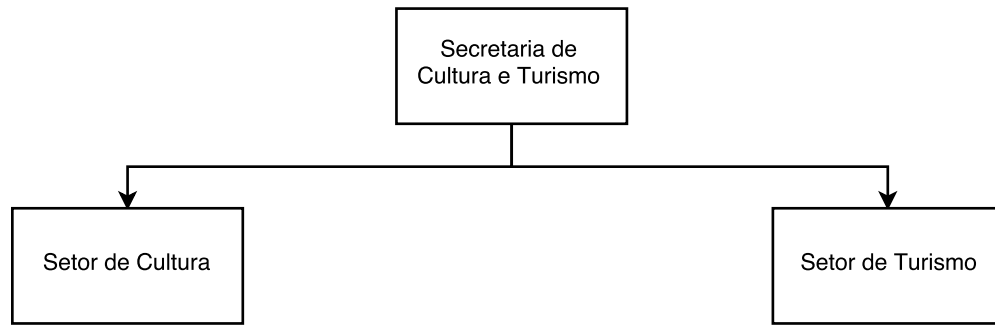 Secretaria de
Cultura e Turismo
Setor de Cultura
Setor de Turismo